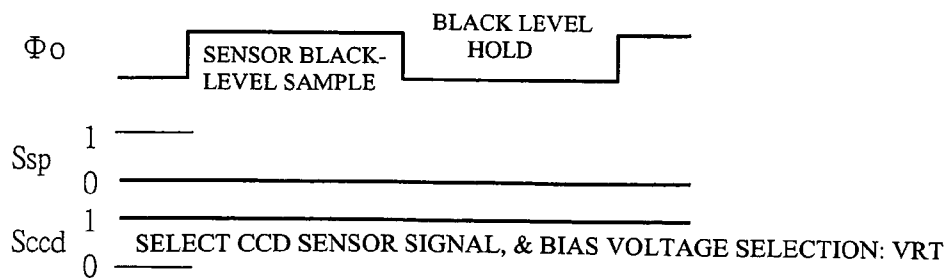 BLACK LEVEL
HOLD
Φo
SENSOR BLACK-
LEVEL SAMPLE
1
Ssp
0
1
Sccd
SELECT CCD SENSOR SIGNAL, & BIAS VOLTAGE SELECTION: VRT
0